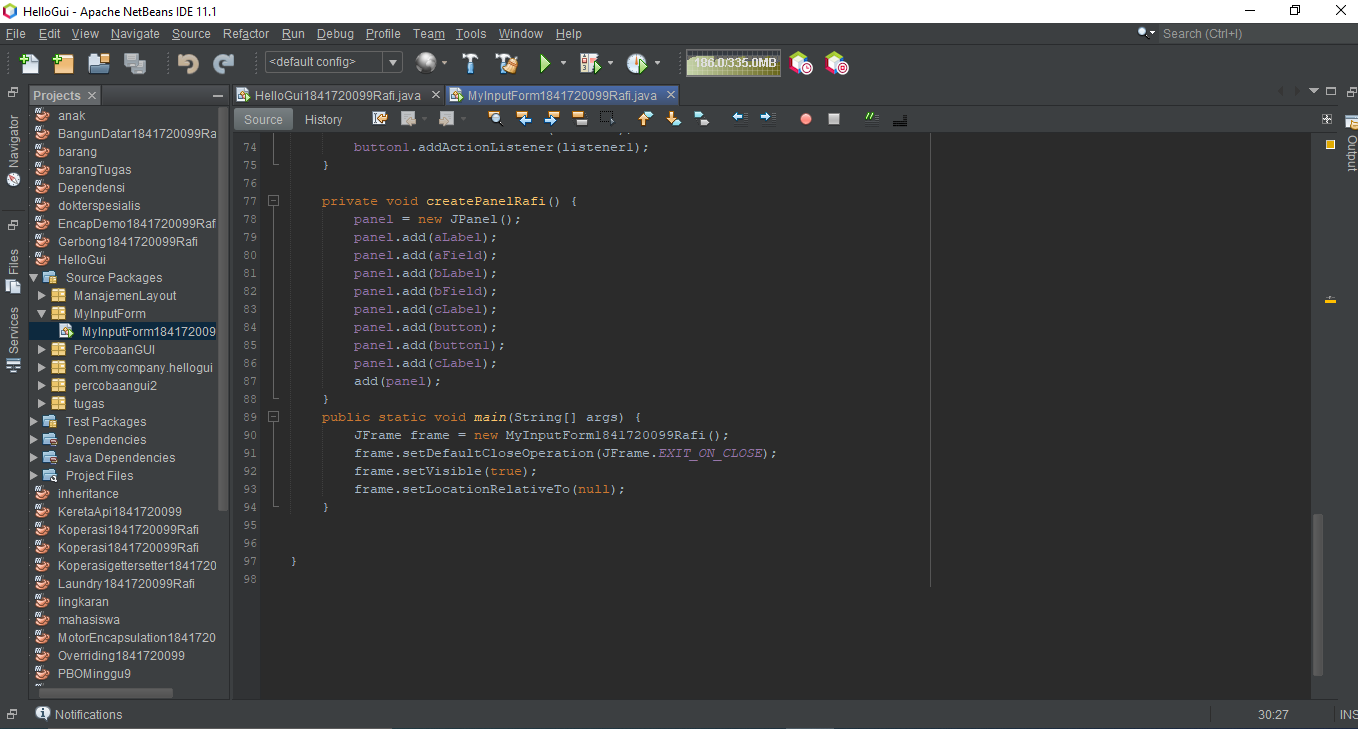 HelloGui - Apache NetBeans IDE 11.1
File Edit View Navigate Source Refactor Run Debug Profile Team Tools Window Help
Search (Ctrl+I)
<default config>
186.0/335.0MB
Projects
HelloGui1841720099Rafi.java
MyInputForm1841720099Rafi.java
Source History
Navigator
Files
Services
Output
anak
BangunDatar1841720099Ra
barang
barangTugas
Dependensi
dokterspesialis
EncapDemo1841720099Raf
Gerbong1841720099Rafi
HelloGui
Source Packages
ManajemenLayout
MyInputForm
MyInputForm184172009
PercobaanGUI
com.mycompany.hellogui
percobaangui2
tugas
Test Packages
Dependencies
Java Dependencies
Project Files
inheritance
KeretaApi1841720099
Koperasi1841720099Rafi
Koperasi1841720099Rafi
Koperasigettersetter1841720
Laundry1841720099Rafi
lingkaran
mahasiswa
MotorEncapsulation1841720
Overriding1841720099
PBOMinggu9
74 button1.addActionListener(listener1);
75 }
76
77 private void createPanelRafi() {
78 panel = new JPanel();
79 panel.add(aLabel);
80 panel.add(aField);
81 panel.add(bLabel);
82 panel.add(bField);
83 panel.add(cLabel);
84 panel.add(button);
85 panel.add(button1);
86 panel.add(cLabel);
87 add(panel);
88 }
89 public static void main(String[] args) {
90 JFrame frame = new MyInputForm1841720099Rafi();
91 frame.setDefaultCloseOperation(JFrame.EXIT_ON_CLOSE);
92 frame.setVisible(true);
93 frame.setLocationRelativeTo(null);
94 }
95
96
97 }
98
Notifications
30:27
INS